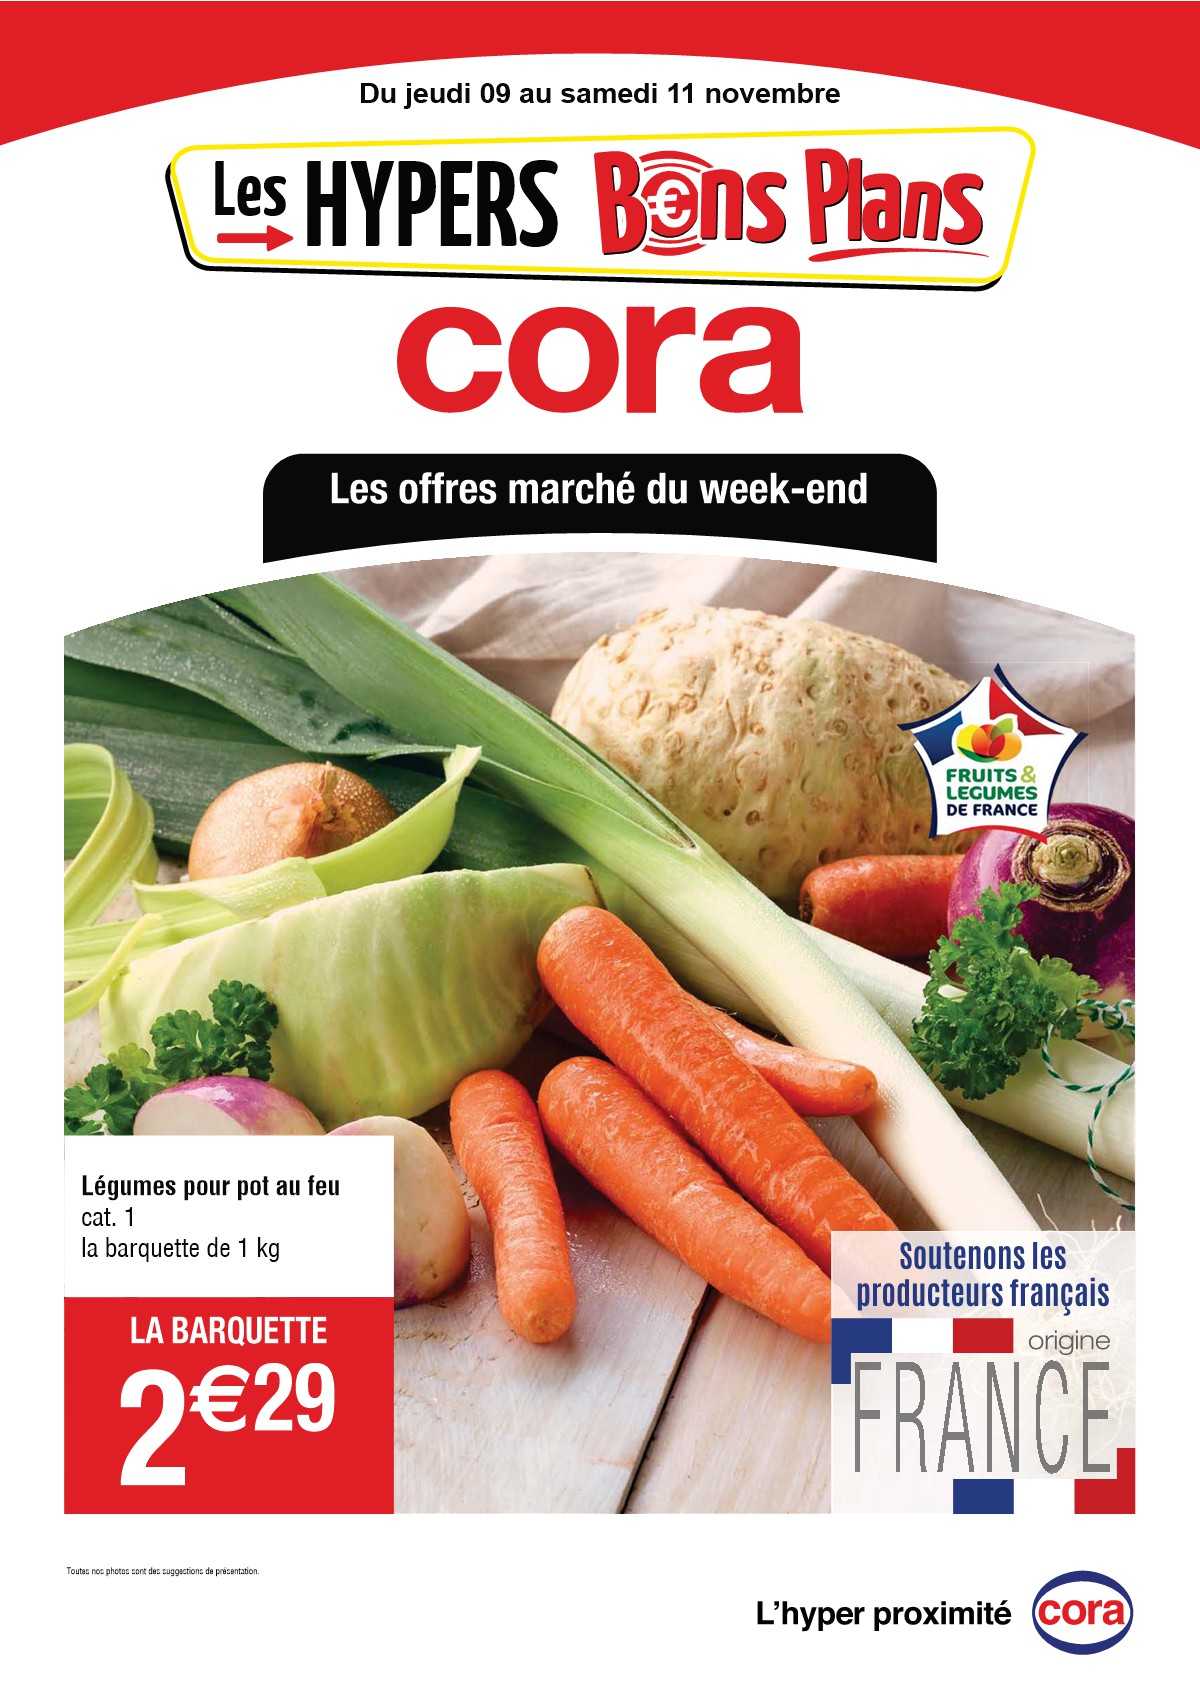 Du jeudi 09 au samedi 11 novembre
Les HYPERS Bons Plans
cora
Les offres marché du week-end
FRUITS &
LEGUMES
DE FRANCE
Légumes pour pot au feu
cat. 1
la barquette de 1 kg
LA BARQUETTE
2€29
Soutenons les
producteurs français
origine
FRANCE
Toutes nos photos sont des suggestions de présentation.
L'hyper proximité cora